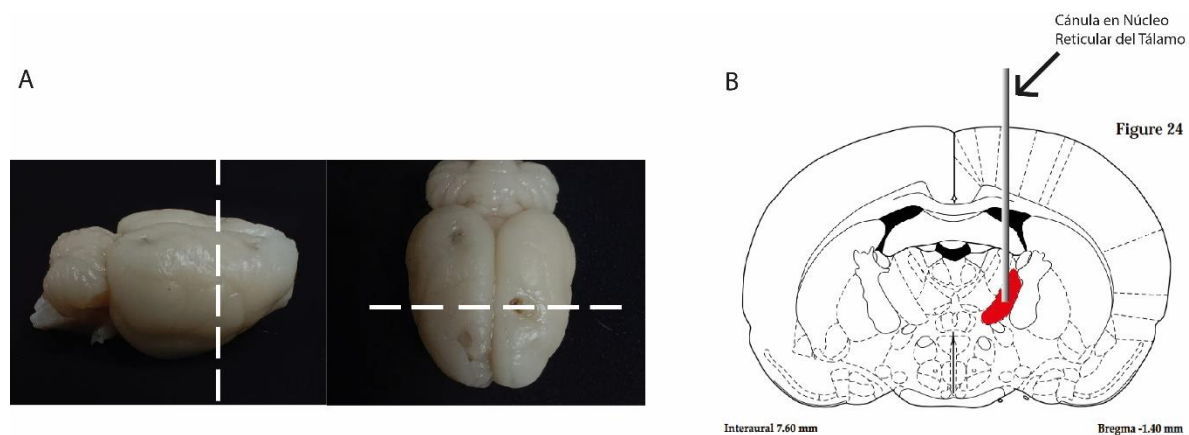 A
B
Cánula en Núcleo
Reticular del Tálamo
Figure 24
Interaural 7.60 mm
Bregma -1.40 mm